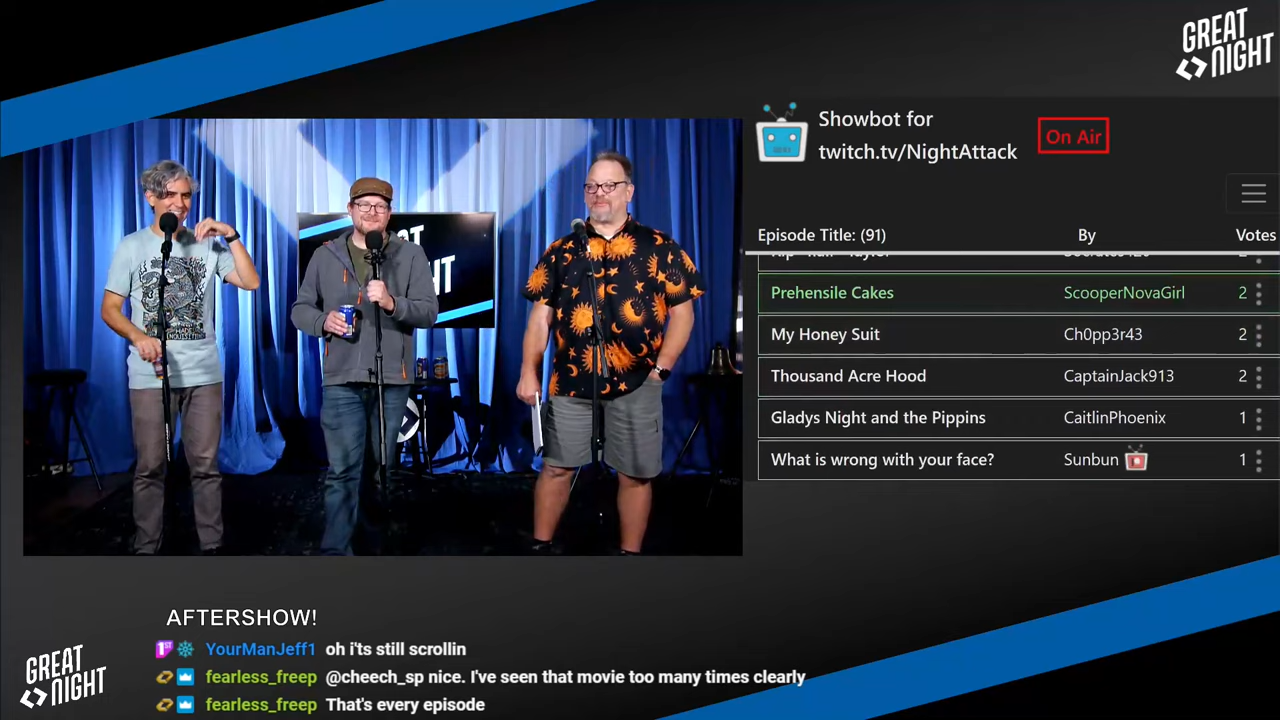 GREAT
NIGHT
Showbot for
twitch.tv/NightAttack
On Air
Episode Title: (91)
By
Votes
Prehensile Cakes
ScooperNovaGirl
2
My Honey Suit
Ch0pp3r43
2
Thousand Acre Hood
CaptainJack913
2
Gladys Night and the Pippins
CaitlinPhoenix
1
What is wrong with your face?
Sunbun
1
AFTERSHOW!
YourManJeff1 oh i'ts still scrollin
fearless_freep @cheech_sp nice. I've seen that movie too many times clearly
fearless_freep That's every episode
GREAT
NIGHT